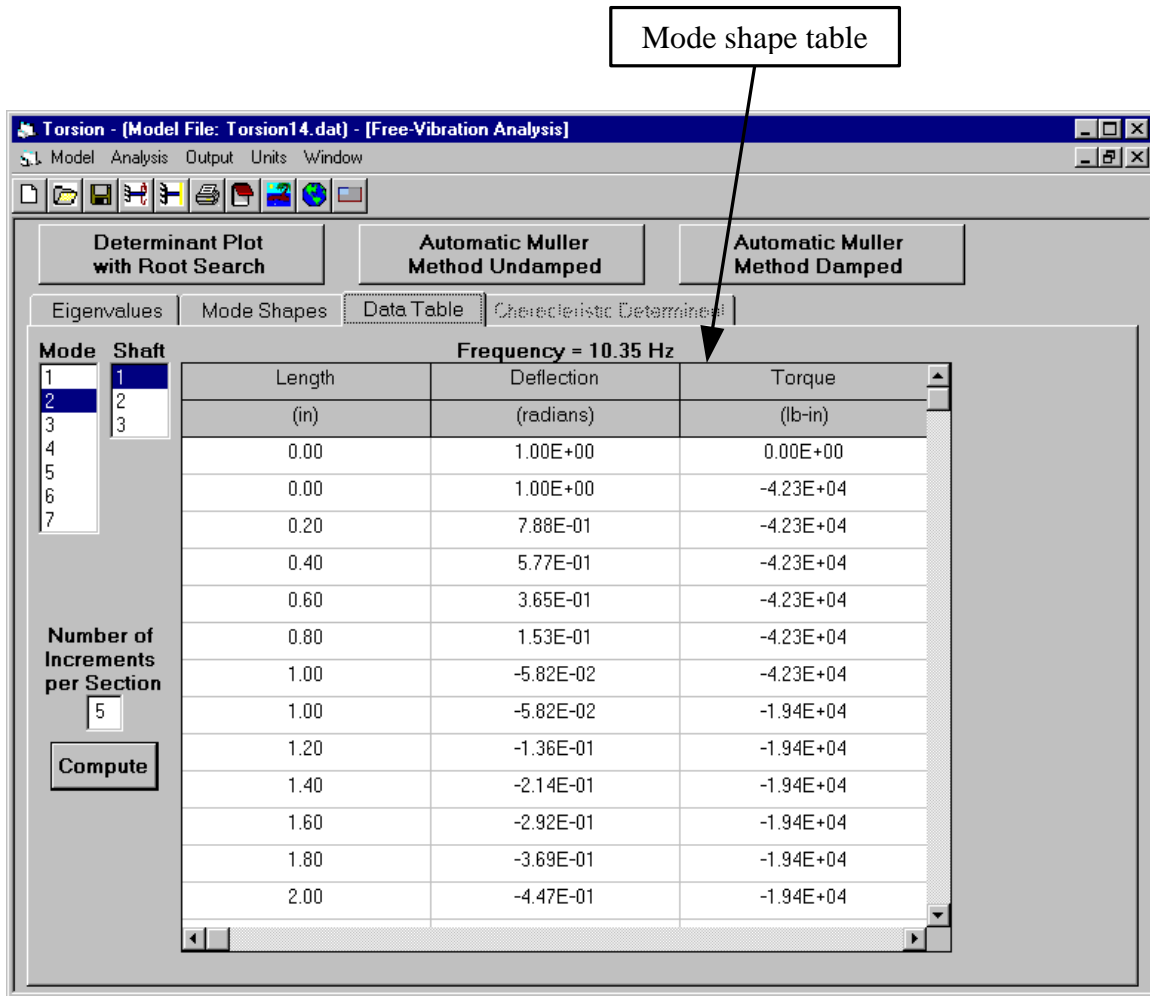 Mode shape table
Torsion - (Model File: Torsion14.dat) - [Free-Vibration Analysis]
Model Analysis Output Units Window
Determinant Plot
with Root Search
Automatic Muller
Method Undamped
Automatic Muller
Method Damped
Eigenvalues Mode Shapes Data Table Cherecleristic Determineal
Mode Shaft Frequency = 10.35 Hz
1 1
2 2
3 3
4
5
6
7
Length Deflection Torque
(in) (radians) (lb-in)
0.00 1.00E+00 0.00E+00
0.00 1.00E+00 -4.23E+04
0.20 7.88E-01 -4.23E+04
0.40 5.77E-01 -4.23E+04
0.60 3.65E-01 -4.23E+04
0.80 1.53E-01 -4.23E+04
1.00 -5.82E-02 -4.23E+04
1.00 -5.82E-02 -1.94E+04
1.20 -1.36E-01 -1.94E+04
1.40 -2.14E-01 -1.94E+04
1.60 -2.92E-01 -1.94E+04
1.80 -3.69E-01 -1.94E+04
2.00 -4.47E-01 -1.94E+04
Number of
Increments
per Section
5
Compute